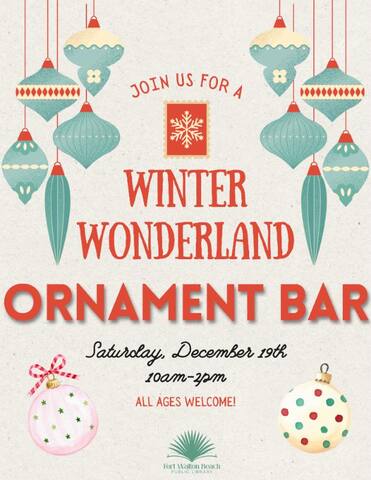 JOIN US FOR A
WINTER
WONDERLAND
ORNAMENT BAR
Saturday, December 19th
10am-2pm
ALL AGES WELCOME!
Fort Walton Beach
PUBLIC LIBRARY